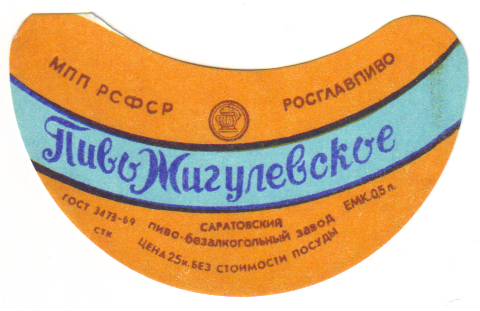 МПП РСФСР РОСГЛАВПИВО
Пиво Жигулевское
ГОСТ 3473-69 САРАТОВСКИЙ ЕМК.0,5 л.
пиво-безалкогольный завод
СТК ЦЕНА 25 к. БЕЗ СТОИМОСТИ ПОСУДЫ